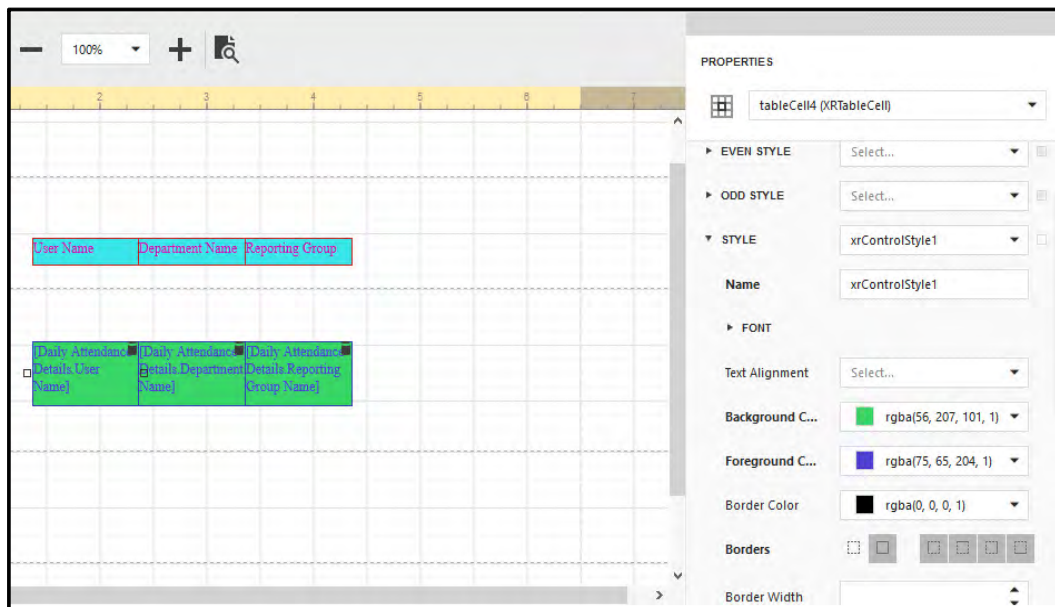 100%
2 3 4 5 6 7
User Name Department Name Reporting Group
[Daily Attendance [Daily Attendance [Daily Attendance
Details.User Details.Department Details.Reporting
Name] Name] Group Name]
PROPERTIES
tableCell4 (XRTableCell)
EVEN STYLE Select...
ODD STYLE Select...
STYLE xrControlStyle1
Name xrControlStyle1
FONT
Text Alignment Select...
Background C... rgba(56, 207, 101, 1)
Foreground C... rgba(75, 65, 204, 1)
Border Color rgba(0, 0, 0, 1)
Borders
Border Width